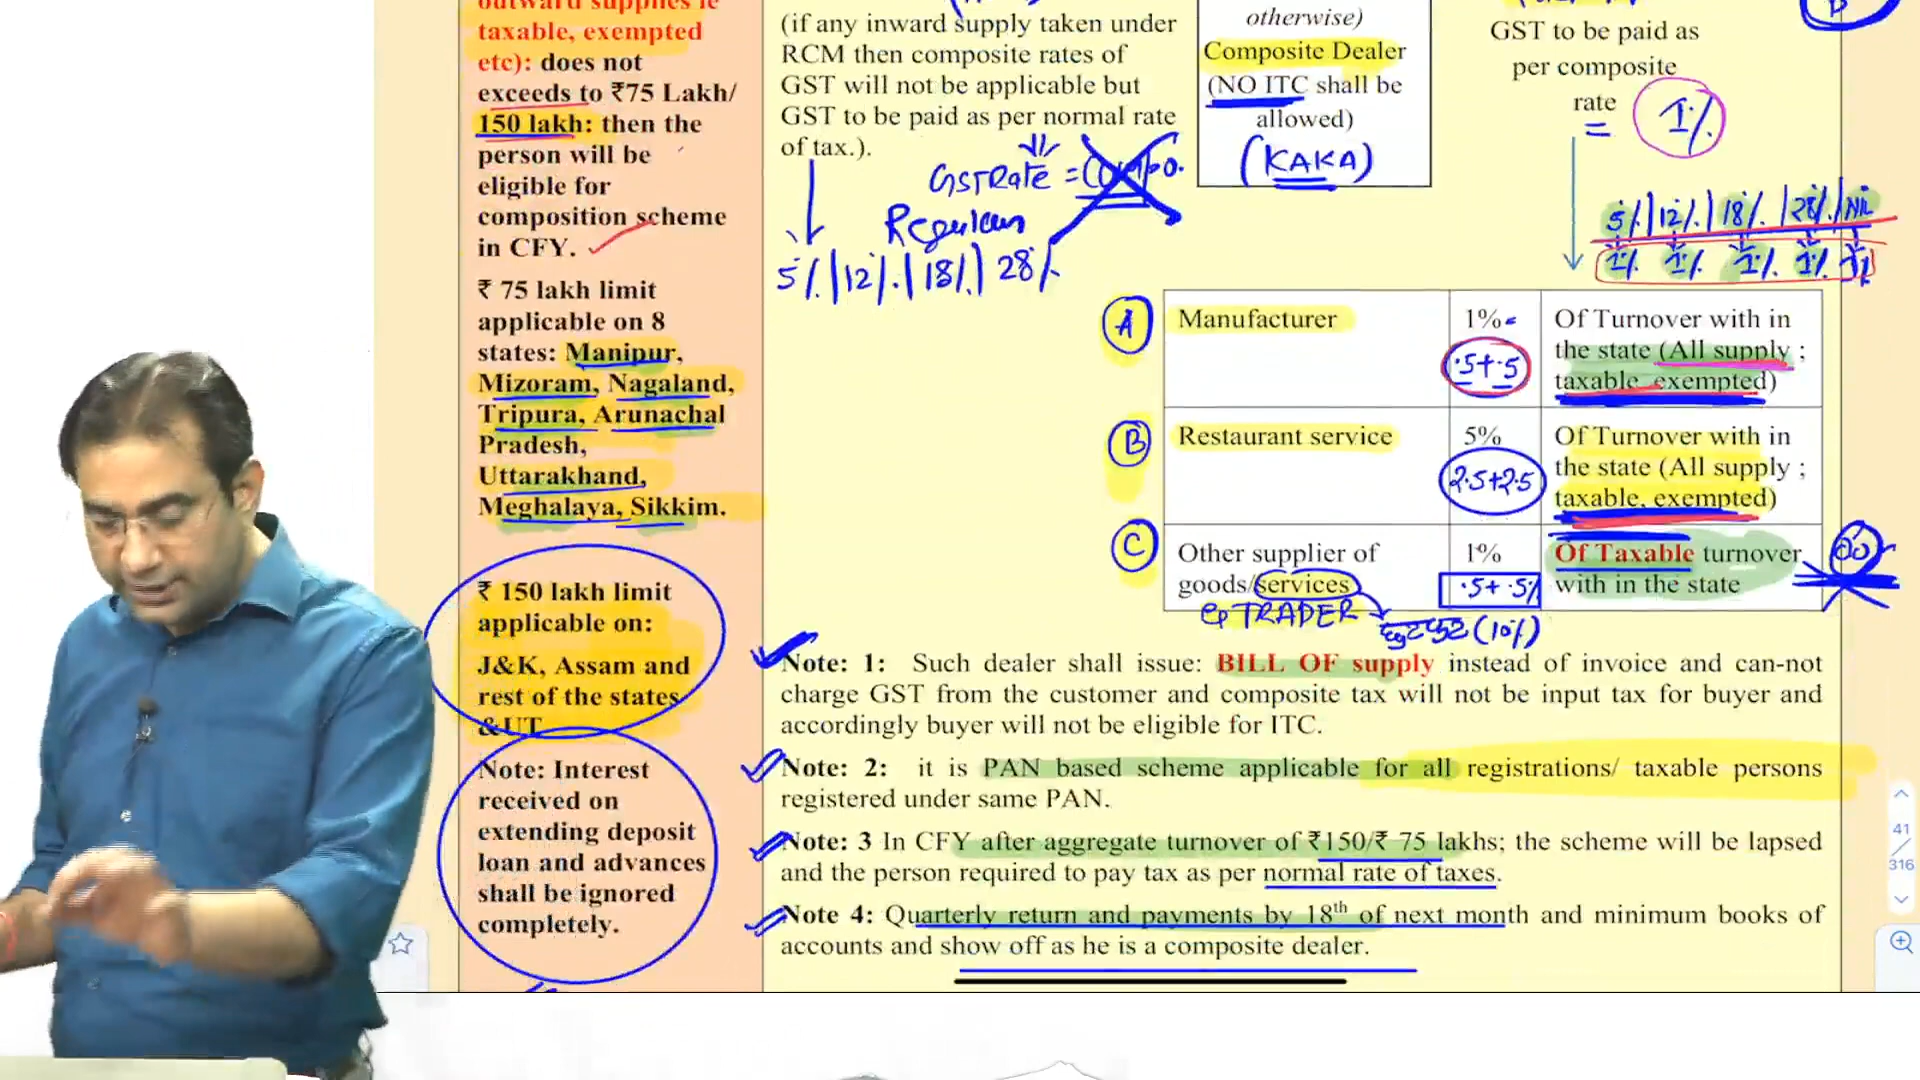 outward supplies ie
taxable, exempted
etc): does not
exceeds to ₹75 Lakh/
150 lakh: then the
person will be
eligible for
composition scheme
in CFY.
₹ 75 lakh limit
applicable on 8
states: Manipur,
Mizoram, Nagaland,
Tripura, Arunachal
Pradesh,
Uttarakhand,
Meghalaya, Sikkim.
₹ 150 lakh limit
applicable on:
J&K, Assam and
rest of the states
&UT
Note: Interest
received on
extending deposit
loan and advances
shall be ignored
completely.
(if any inward supply taken under
RCM then composite rates of
GST will not be applicable but
GST to be paid as per normal rate
of tax.).
GST Rate =
Regular
5%|12%|18%|28%
otherwise)
Composite Dealer
(NO ITC shall be
allowed)
(KAKA)
GST to be paid as
per composite
rate
= 1%
5%|12%|18%|28%|Nil
1% 1% 1% 1% 1%
A Manufacturer 1% Of Turnover with in
.5+.5 the state (All supply ;
taxable, exempted)
B Restaurant service 5% Of Turnover with in
2.5+2.5 the state (All supply ;
taxable, exempted)
C Other supplier of 1% Of Taxable turnover
goods/services .5+.5% with in the state
TRADER (10%)
Note: 1: Such dealer shall issue: BILL OF supply instead of invoice and can-not
charge GST from the customer and composite tax will not be input tax for buyer and
accordingly buyer will not be eligible for ITC.
Note: 2: it is PAN based scheme applicable for all registrations/ taxable persons
registered under same PAN.
Note: 3 In CFY after aggregate turnover of ₹150/₹ 75 lakhs; the scheme will be lapsed
and the person required to pay tax as per normal rate of taxes.
Note 4: Quarterly return and payments by 18th of next month and minimum books of
accounts and show off as he is a composite dealer.
41
/
316